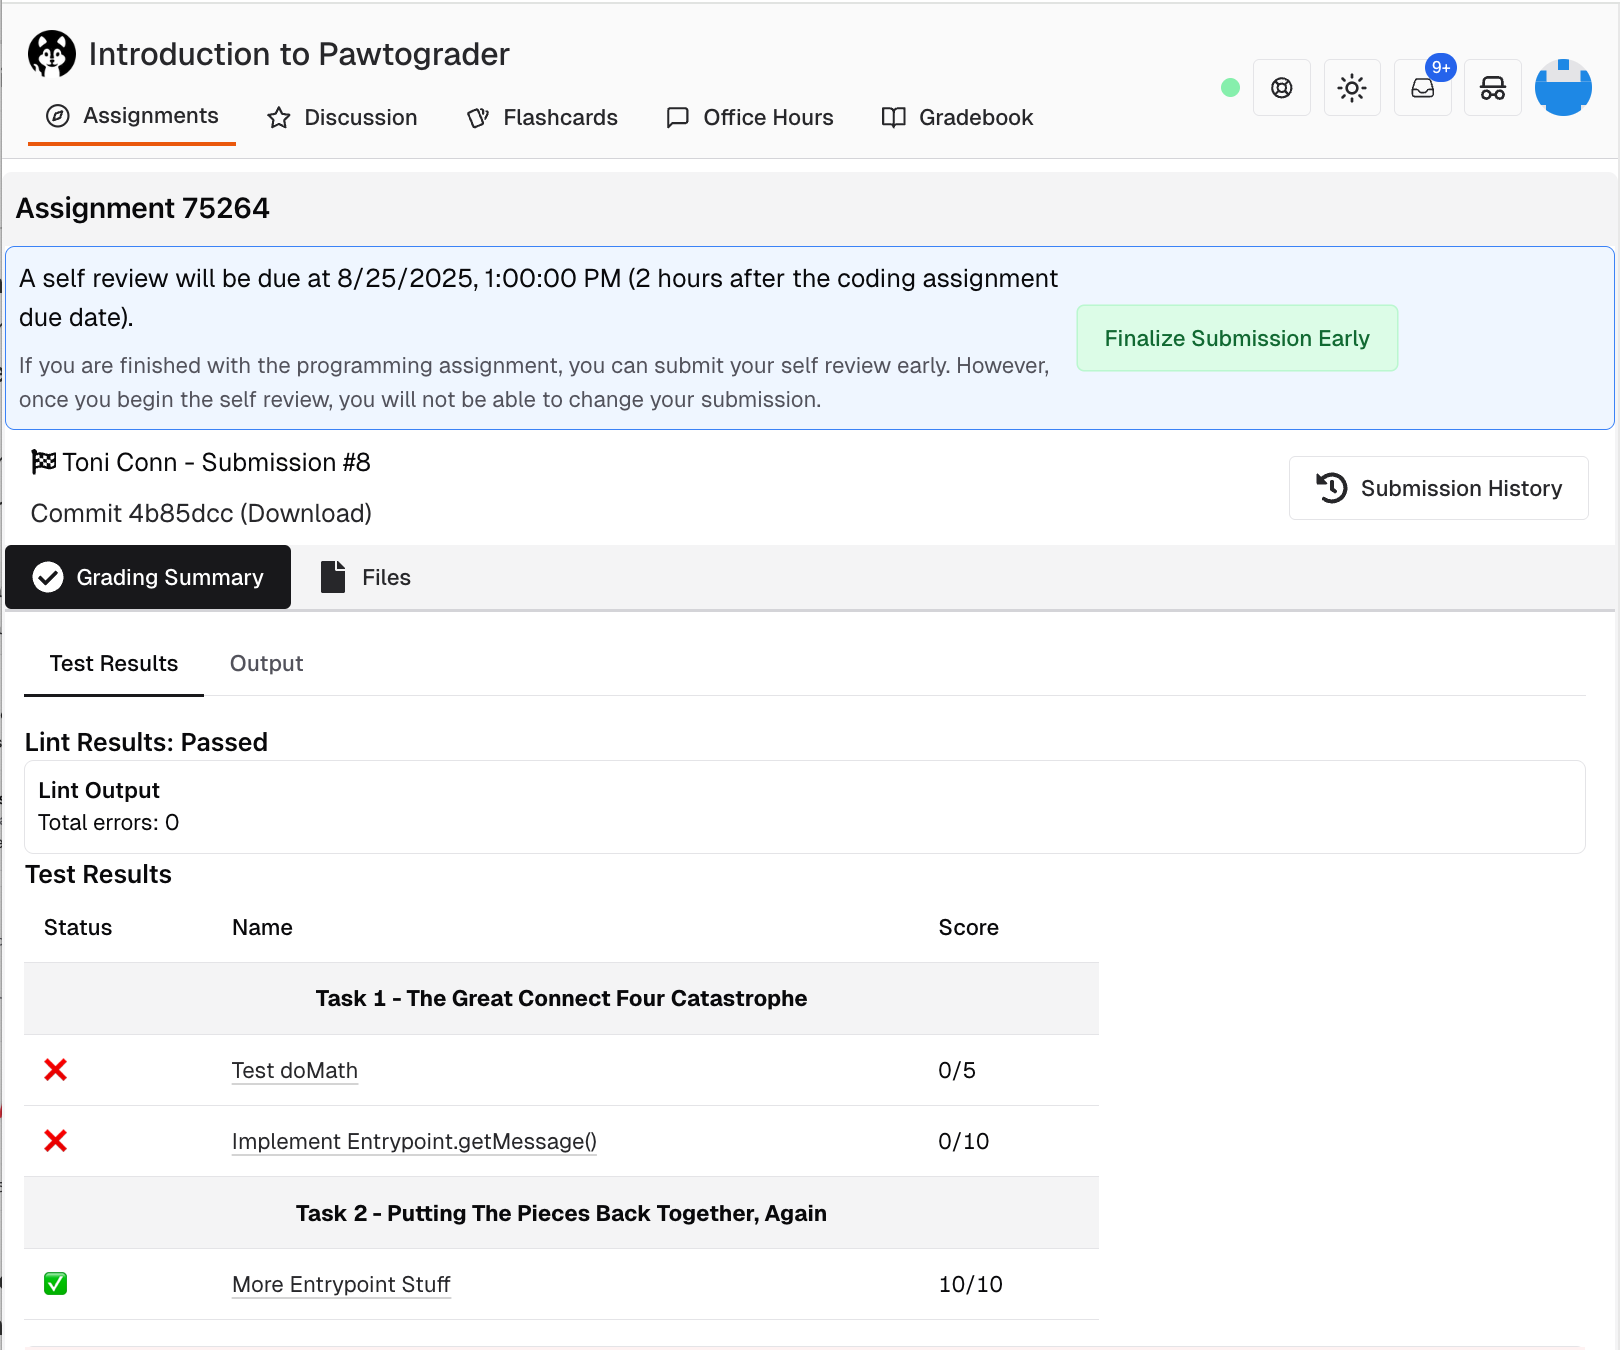 Introduction to Pawtograder
9+
Assignments
Discussion
Flashcards
Office Hours
Gradebook
Assignment 75264
A self review will be due at 8/25/2025, 1:00:00 PM (2 hours after the coding assignment
due date).
If you are finished with the programming assignment, you can submit your self review early. However,
once you begin the self review, you will not be able to change your submission.
Finalize Submission Early
Toni Conn - Submission #8
Commit 4b85dcc (Download)
Submission History
Grading Summary
Files
Test Results
Output
Lint Results: Passed
Lint Output
Total errors: 0
Test Results
Status Name Score
Task 1 - The Great Connect Four Catastrophe
Test doMath 0/5
Implement Entrypoint.getMessage() 0/10
Task 2 - Putting The Pieces Back Together, Again
More Entrypoint Stuff 10/10